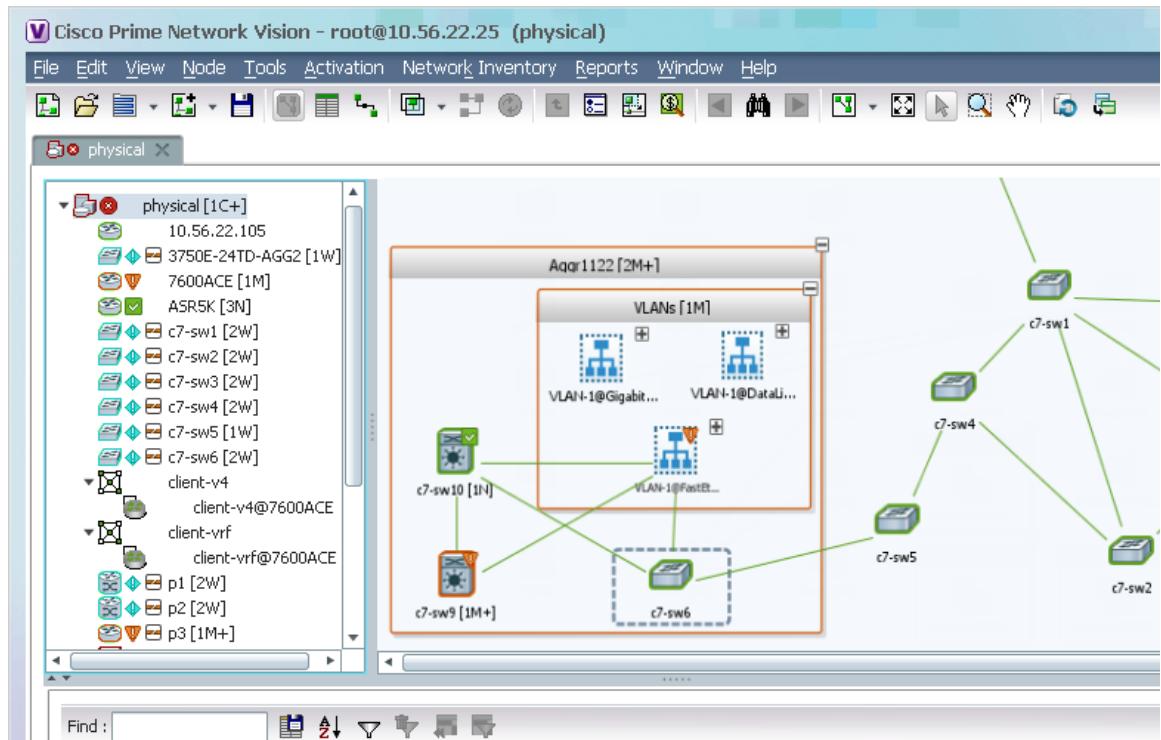 Cisco Prime Network Vision - root@10.56.22.25 (physical)
File Edit View Node Tools Activation Network Inventory Reports Window Help
physical
physical [1C+]
10.56.22.105
3750E-24TD-AGG2 [1W]
7600ACE [1M]
ASR5K [3N]
c7-sw1 [2W]
c7-sw2 [2W]
c7-sw3 [2W]
c7-sw4 [2W]
c7-sw5 [1W]
c7-sw6 [2W]
client-v4
client-v4@7600ACE
client-vrf
client-vrf@7600ACE
p1 [2W]
p2 [2W]
p3 [1M+]
Aggr1122 [2M+]
VLANs [1M]
VLAN-1@Gigabit...
VLAN-1@DataLi...
VLAN-1@FastEt...
c7-sw10 [1N]
c7-sw9 [1M+]
c7-sw6
c7-sw1
c7-sw4
c7-sw5
c7-sw2
Find :